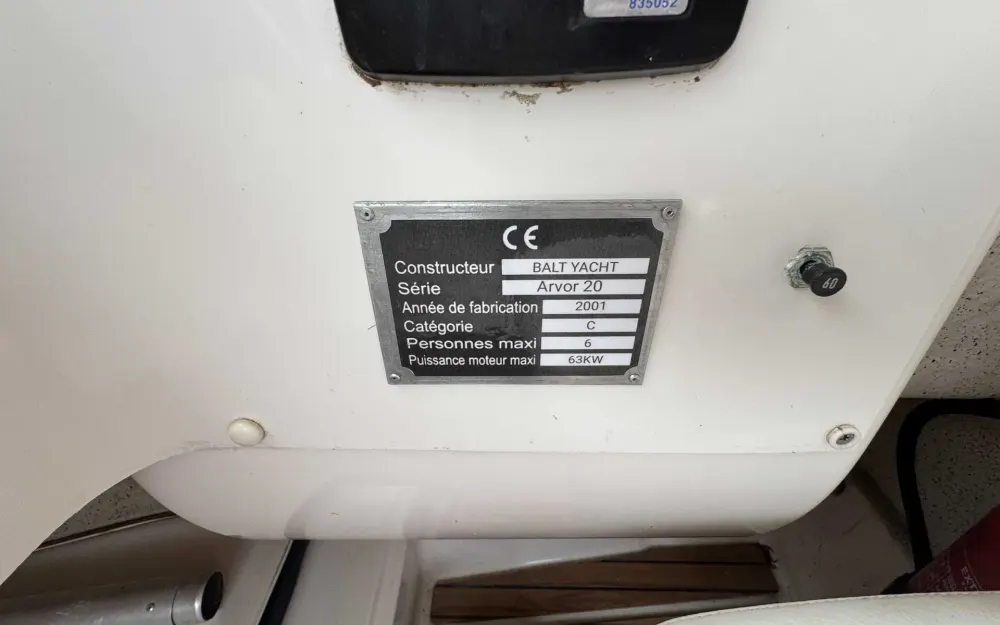 835052
CE
Constructeur BALT YACHT
Série Arvor 20
Année de fabrication 2001
Catégorie C
Personnes maxi 6
Puissance moteur maxi 63KW
60